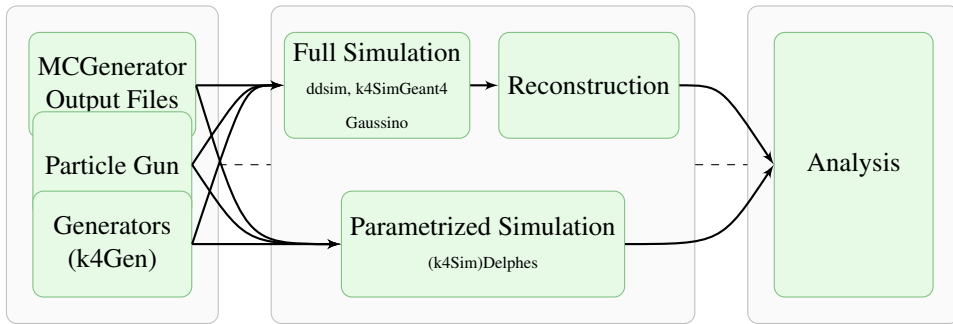 MCGenerator
Output Files
Particle Gun
Generators
(k4Gen)
Full Simulation
ddsim, k4SimGeant4
Gaussino
Reconstruction
Parametrized Simulation
(k4Sim)Delphes
Analysis